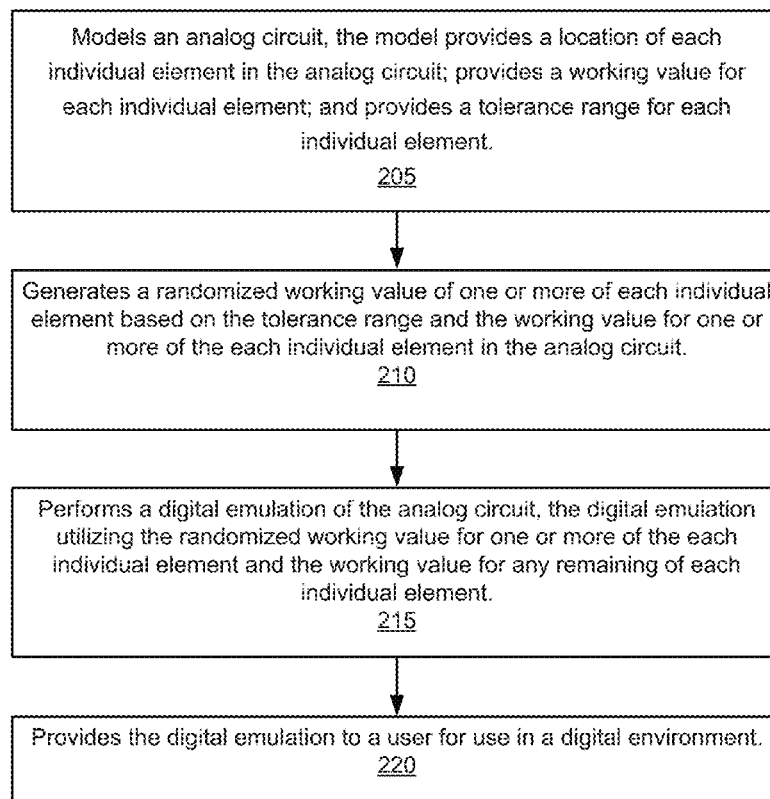 Models an analog circuit, the model provides a location of each
individual element in the analog circuit; provides a working value
for each individual element; and provides a tolerance range for each
individual element.
205
Generates a randomized working value of one or more of each individual
element based on the tolerance range and the working value for one or
more of the each individual element in the analog circuit.
210
Performs a digital emulation of the analog circuit, the digital emulation
utilizing the randomized working value for one or more of the each
individual element and the working value for any remaining of each
individual element.
215
Provides the digital emulation to a user for use in a digital environment.
220